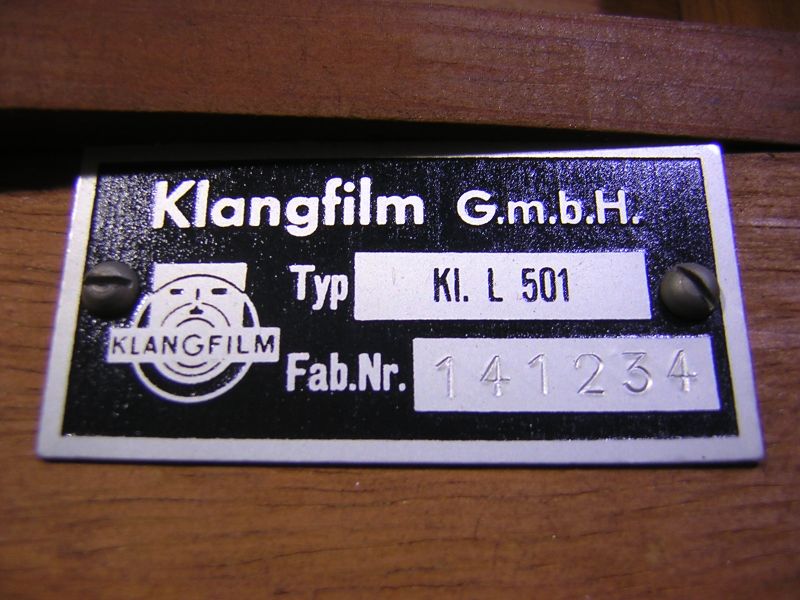 Klangfilm G.m.b.H.
Typ Kl. L 501
KLANGFILM
Fab.Nr. 141234